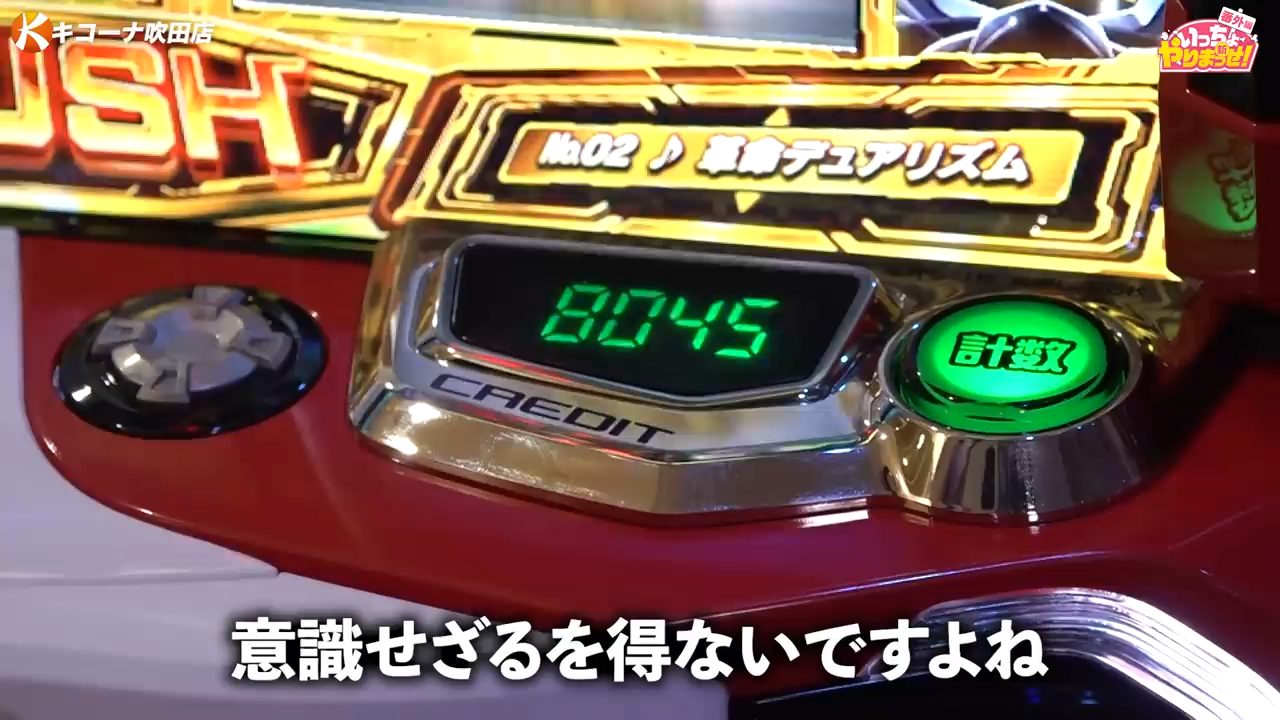 キコーナ吹田店
番外編
いっちょ
やりまっせ!
USH
No.02 ♪ 革命デュアリズム
8045
計数
CREDIT
意識せざるを得ないですよね